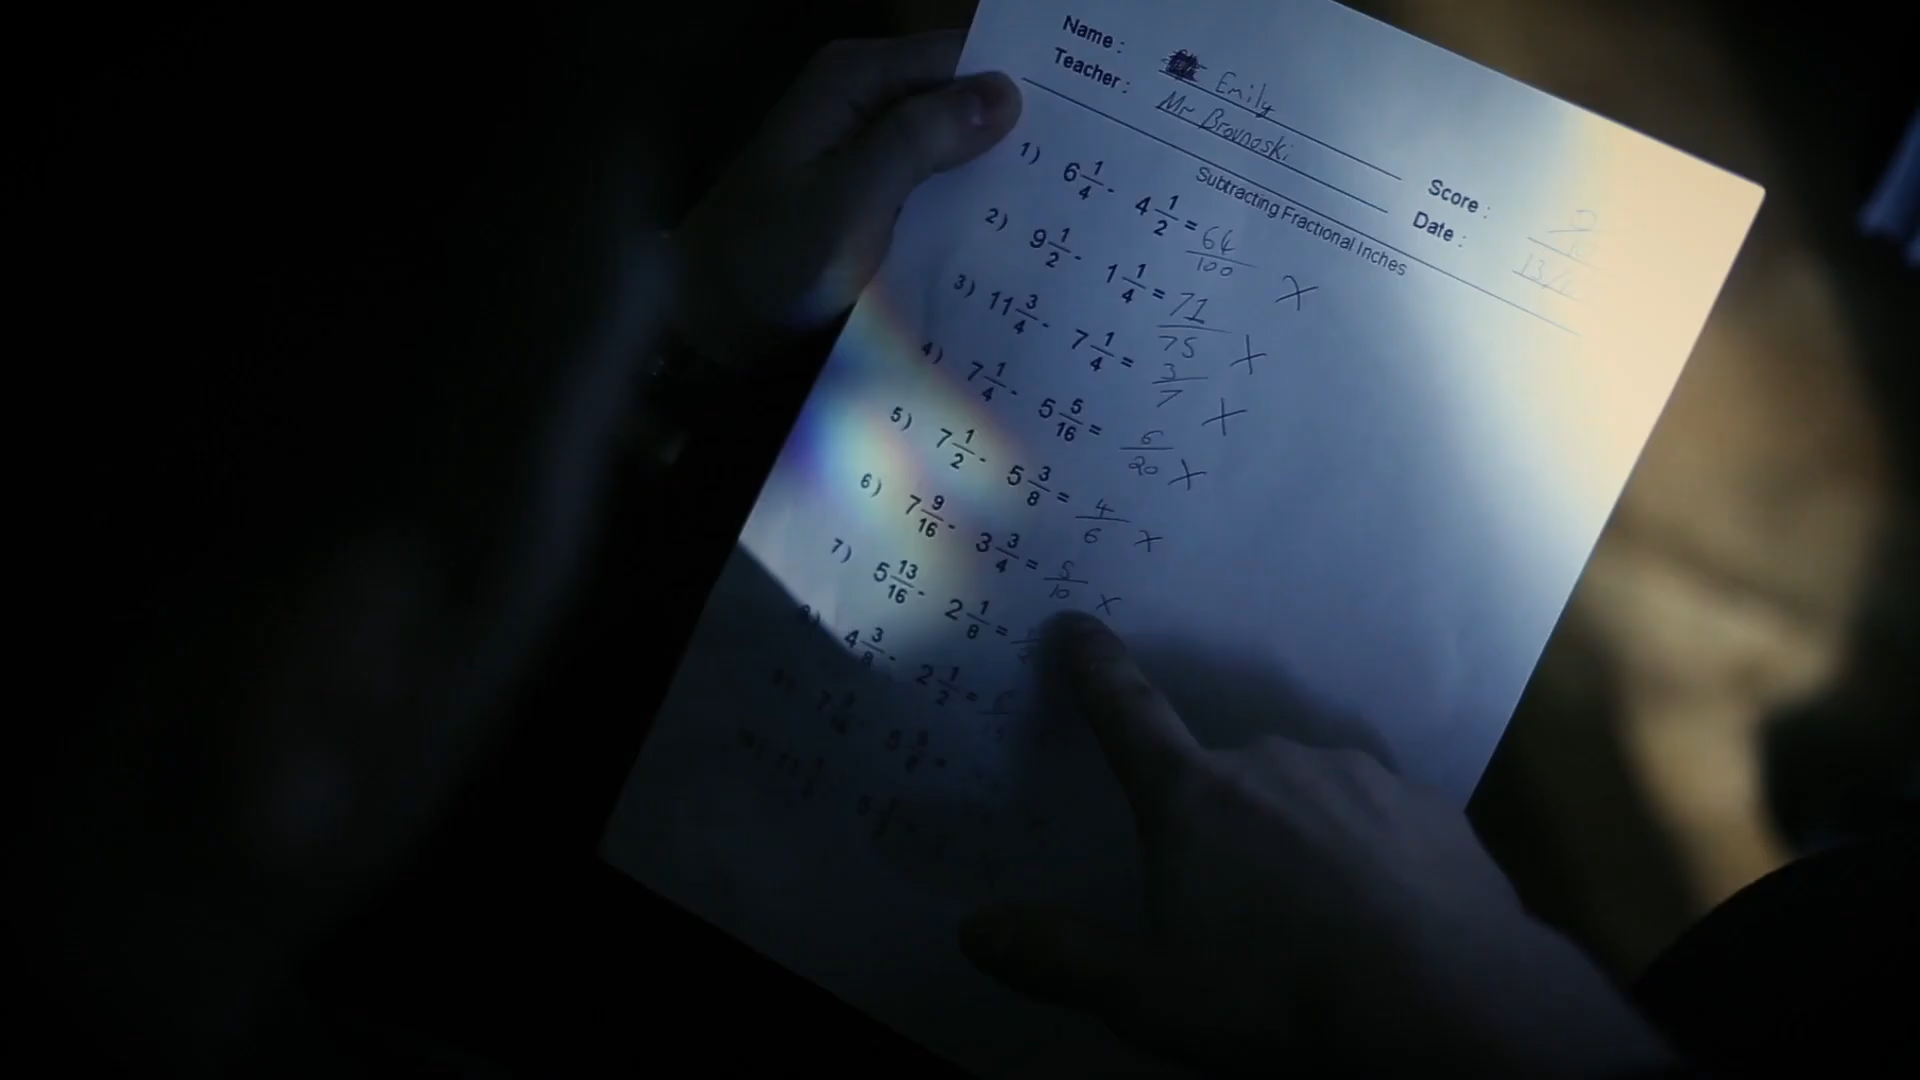 Name : Emily
Teacher : Mr Brovnoski
Score :
Date : 13/
Subtracting Fractional Inches
1) 6 1/4 - 4 1/2 = 64/100 X
2) 9 1/2 - 1 1/4 = 71/75 X
3) 11 3/4 - 7 1/4 = 3/7 X
4) 7 1/4 - 5 5/16 = 6/20 X
5) 7 1/2 - 5 3/8 = 4/6 X
6) 7 9/16 - 3 3/4 = 5/10 X
7) 5 13/16 - 2 1/8 =
8) 4 3/8 - 2 1/2 =